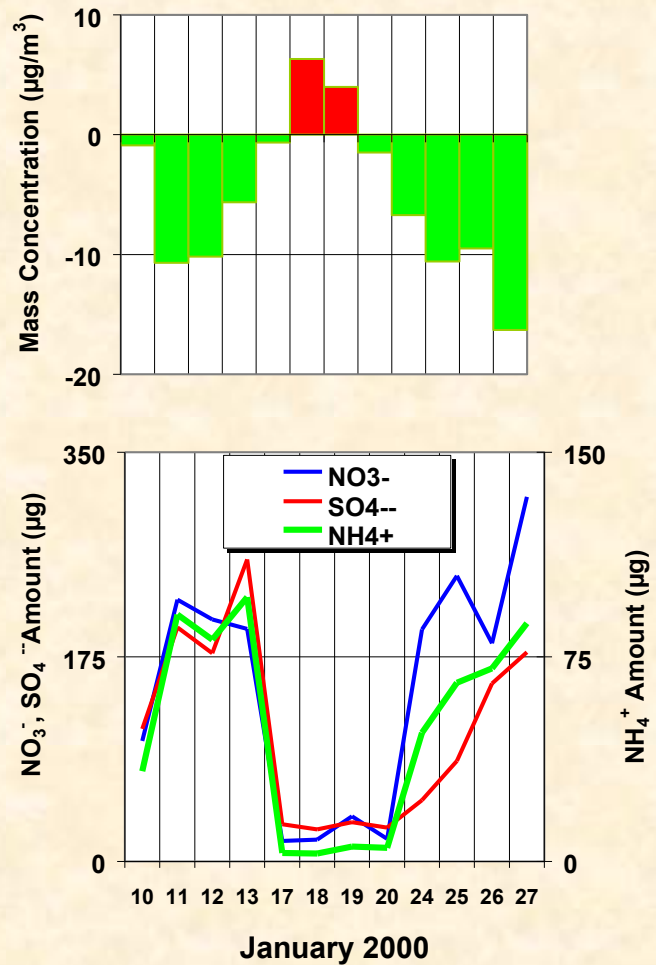 Mass Concentration (µg/m³)
10
0
-10
-20
NO₃⁻, SO₄⁻⁻Amount (µg)
350
175
0
NO3-
SO4--
NH4+
150
75
0
NH₄⁺ Amount (µg)
10 11 12 13 17 18 19 20 24 25 26 27
January 2000